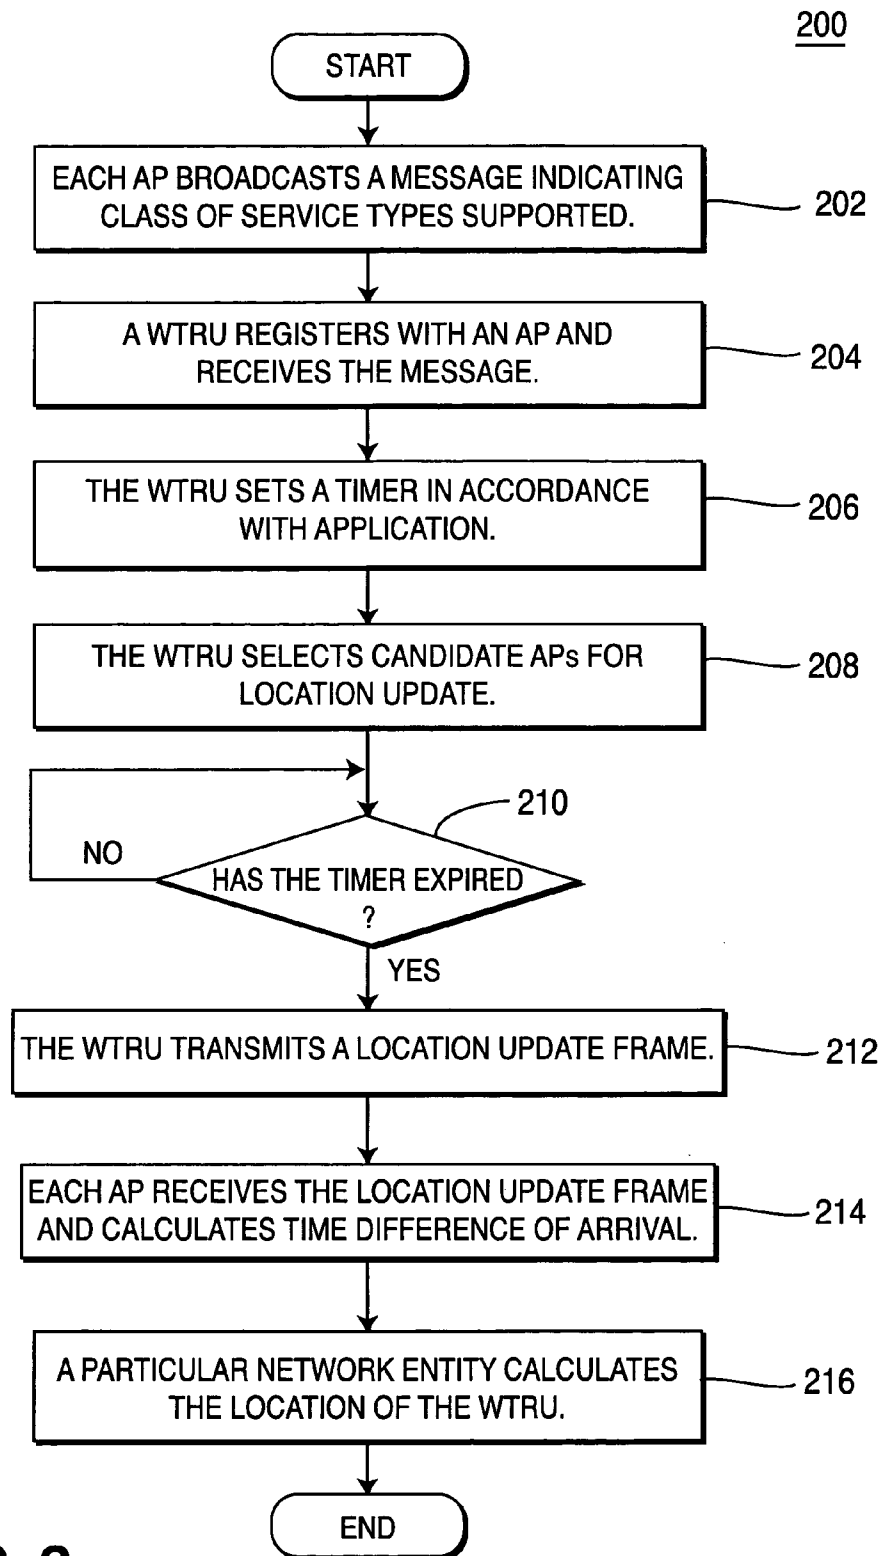 200
START
EACH AP BROADCASTS A MESSAGE INDICATING
CLASS OF SERVICE TYPES SUPPORTED.
202
A WTRU REGISTERS WITH AN AP AND
RECEIVES THE MESSAGE.
204
THE WTRU SETS A TIMER IN ACCORDANCE
WITH APPLICATION.
206
THE WTRU SELECTS CANDIDATE APs FOR
LOCATION UPDATE.
208
210
NO
HAS THE TIMER EXPIRED
?
YES
THE WTRU TRANSMITS A LOCATION UPDATE FRAME.
212
EACH AP RECEIVES THE LOCATION UPDATE FRAME
AND CALCULATES TIME DIFFERENCE OF ARRIVAL.
214
A PARTICULAR NETWORK ENTITY CALCULATES
THE LOCATION OF THE WTRU.
216
END